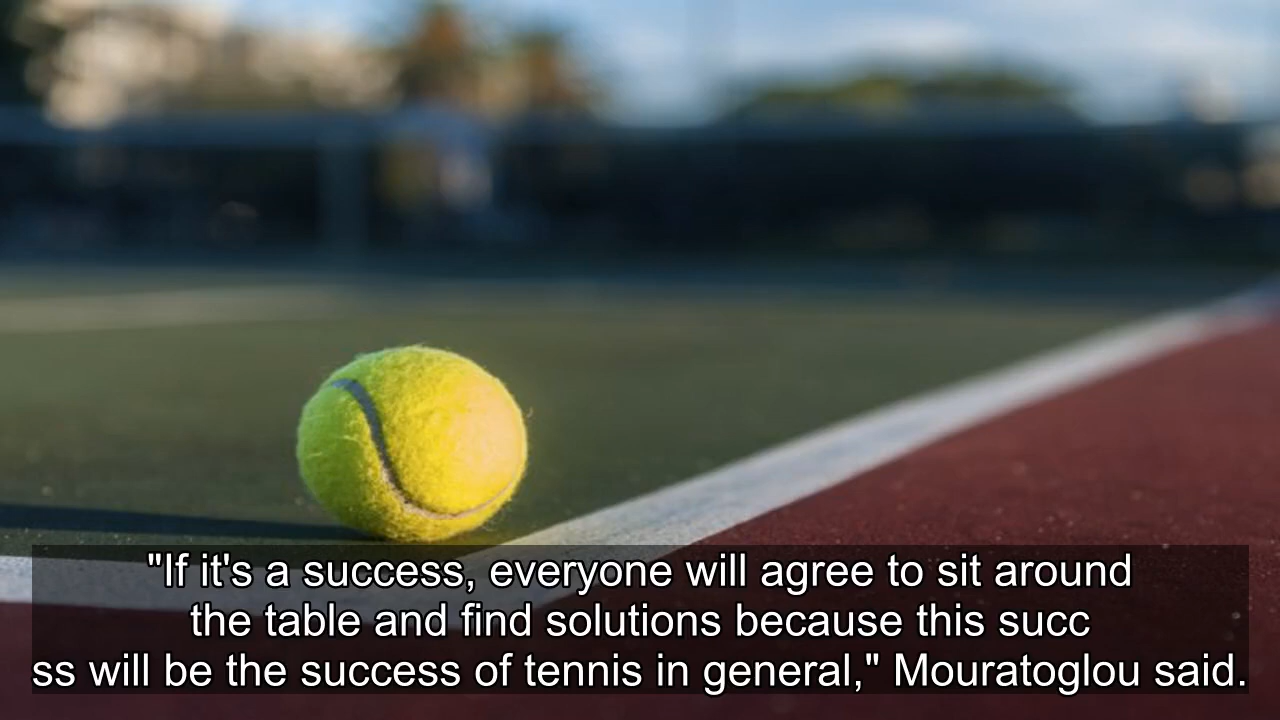 "If it's a success, everyone will agree to sit around
the table and find solutions because this succ
ss will be the success of tennis in general," Mouratoglou said.